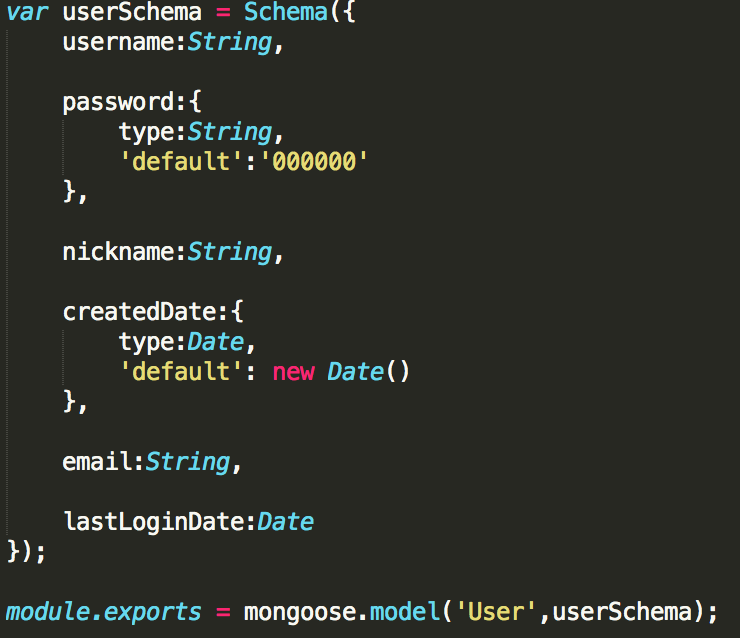 var userSchema = Schema({
    username:String,
    password:{
        type:String,
        'default':'000000'
    },
    nickname:String,
    createdDate:{
        type:Date,
        'default': new Date()
    },
    email:String,
    lastLoginDate:Date
});
module.exports = mongoose.model('User',userSchema);